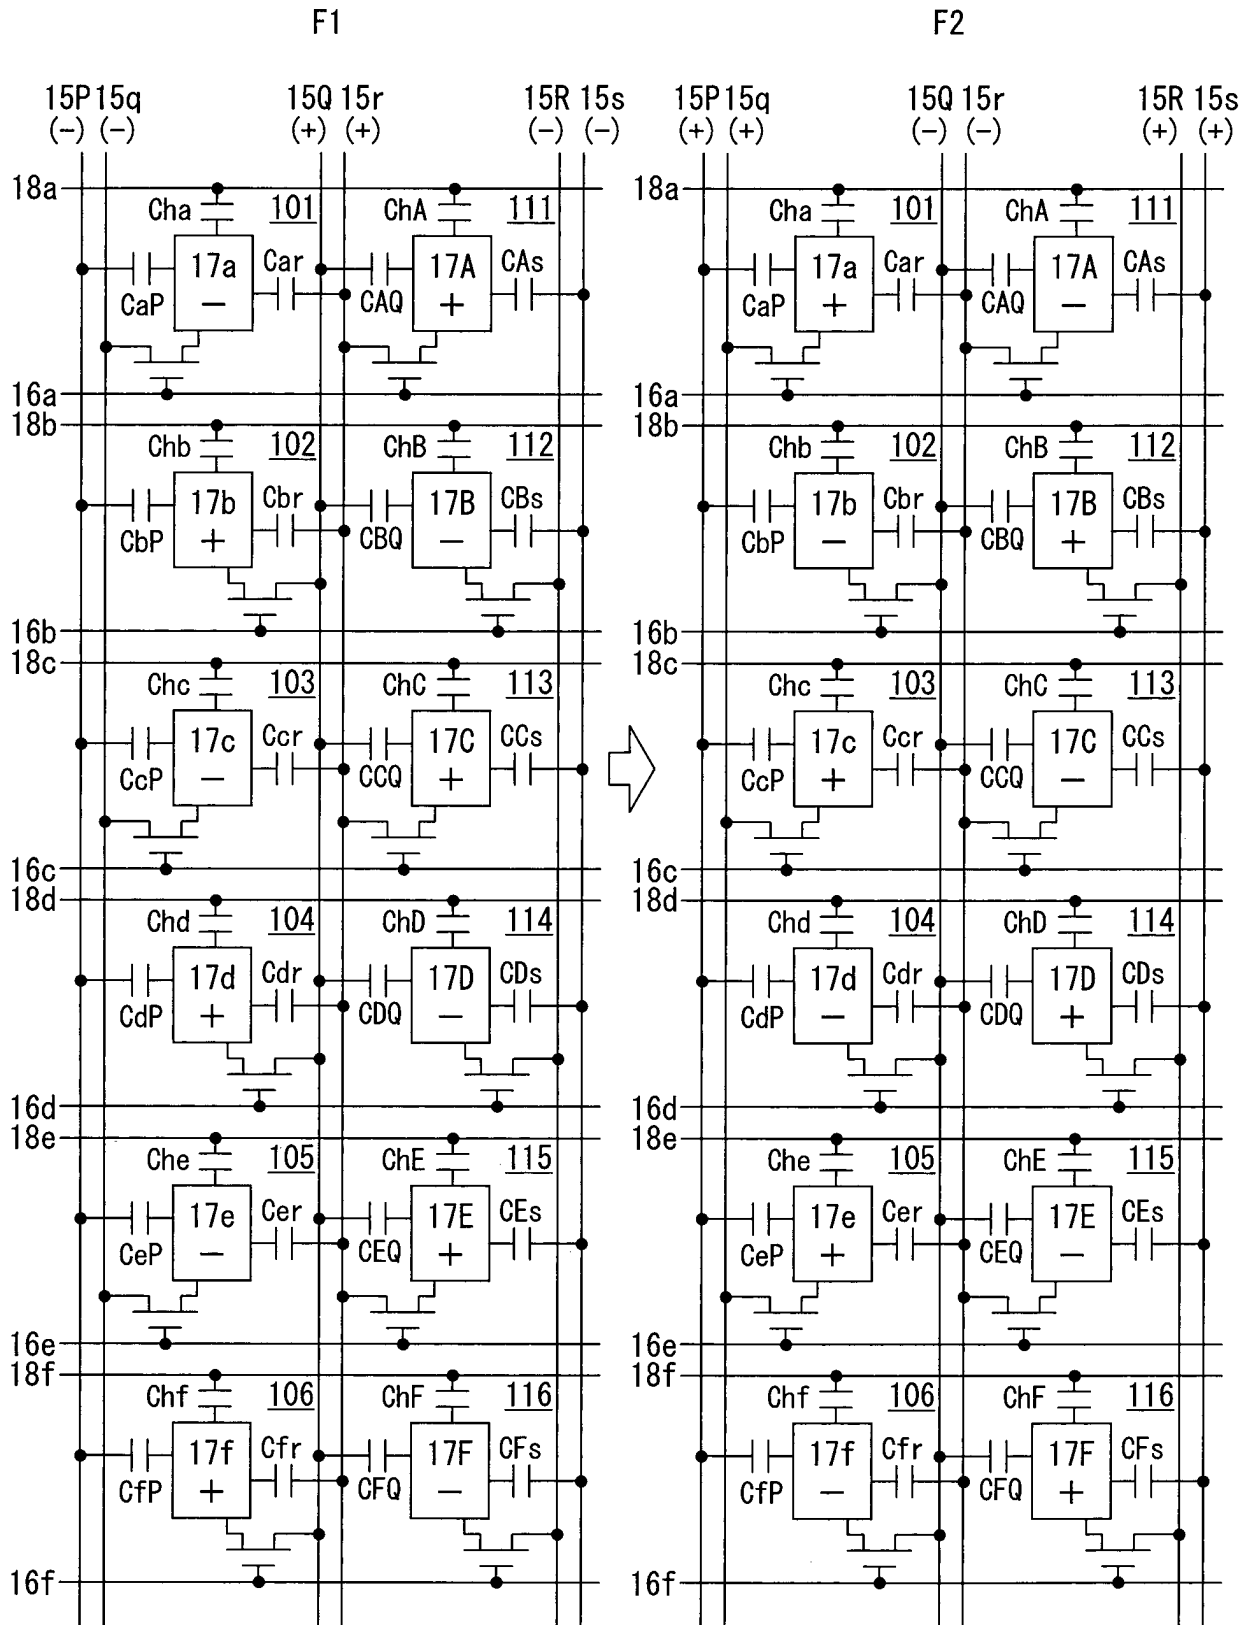 F1 F2
15P 15q 15Q 15r 15R 15s 15P 15q 15Q 15r 15R 15s
(−) (−) (+) (+) (−) (−) (+) (+) (−) (−) (+) (+)
18a 18a
Cha 101 ChA 111 Cha 101 ChA 111
17a Car 17A CAs 17a Car 17A CAs
CaP − CAQ + CaP + CAQ −
16a 16a
18b 18b
Chb 102 ChB 112 Chb 102 ChB 112
17b Cbr 17B CBs 17b Cbr 17B CBs
CbP + CBQ − CbP − CBQ +
16b 16b
18c 18c
Chc 103 ChC 113 Chc 103 ChC 113
17c Ccr 17C CCs 17c Ccr 17C CCs
CcP − CCQ + CcP + CCQ −
16c 16c
18d 18d
Chd 104 ChD 114 Chd 104 ChD 114
17d Cdr 17D CDs 17d Cdr 17D CDs
CdP + CDQ − CdP − CDQ +
16d 16d
18e 18e
Che 105 ChE 115 Che 105 ChE 115
17e Cer 17E CEs 17e Cer 17E CEs
CeP − CEQ + CeP + CEQ −
16e 16e
18f 18f
Chf 106 ChF 116 Chf 106 ChF 116
17f Cfr 17F CFs 17f Cfr 17F CFs
CfP + CFQ − CfP − CFQ +
16f 16f